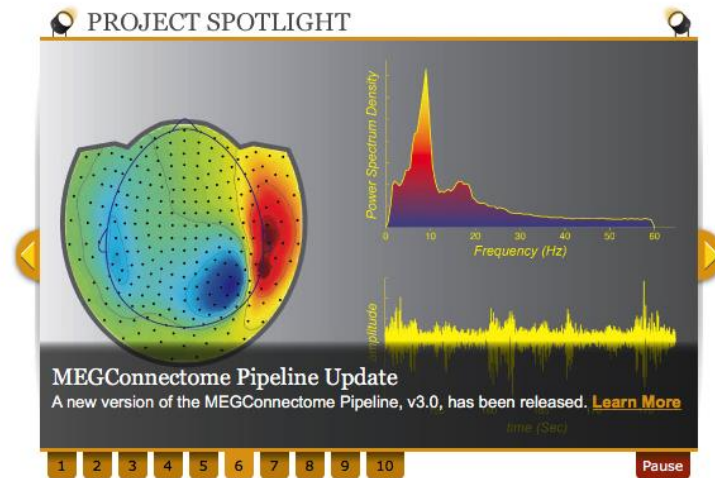 PROJECT SPOTLIGHT
Power Spectrum Density
0 10 20 30 40 50 60
Frequency (Hz)
amplitude
MEGConnectome Pipeline Update
A new version of the MEGConnectome Pipeline, v3.0, has been released. Learn More
time (Sec)
1 2 3 4 5 6 7 8 9 10 Pause